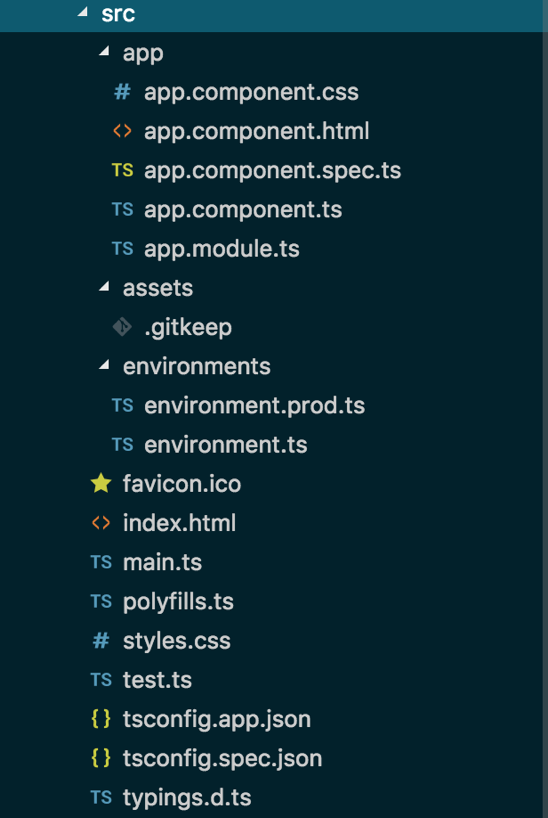 src
app
# app.component.css
<> app.component.html
TS app.component.spec.ts
TS app.component.ts
TS app.module.ts
assets
.gitkeep
environments
TS environment.prod.ts
TS environment.ts
favicon.ico
<> index.html
TS main.ts
TS polyfills.ts
# styles.css
TS test.ts
{} tsconfig.app.json
{} tsconfig.spec.json
TS typings.d.ts